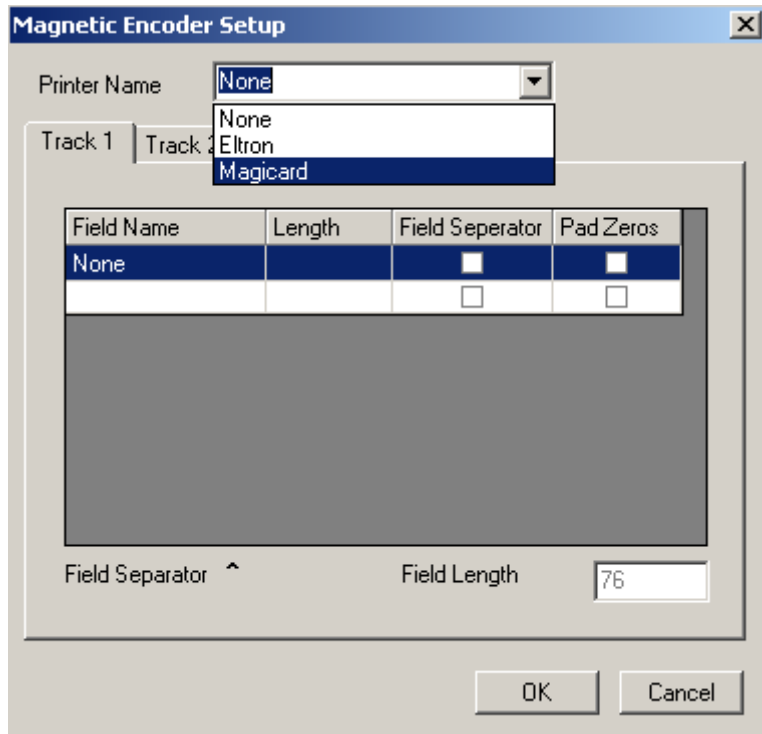 Magnetic Encoder Setup
Printer Name None
None
Track 1 Track 2 Eltron
Magicard
Field Name Length Field Seperator Pad Zeros
None
Field Separator ^ Field Length 76
OK Cancel